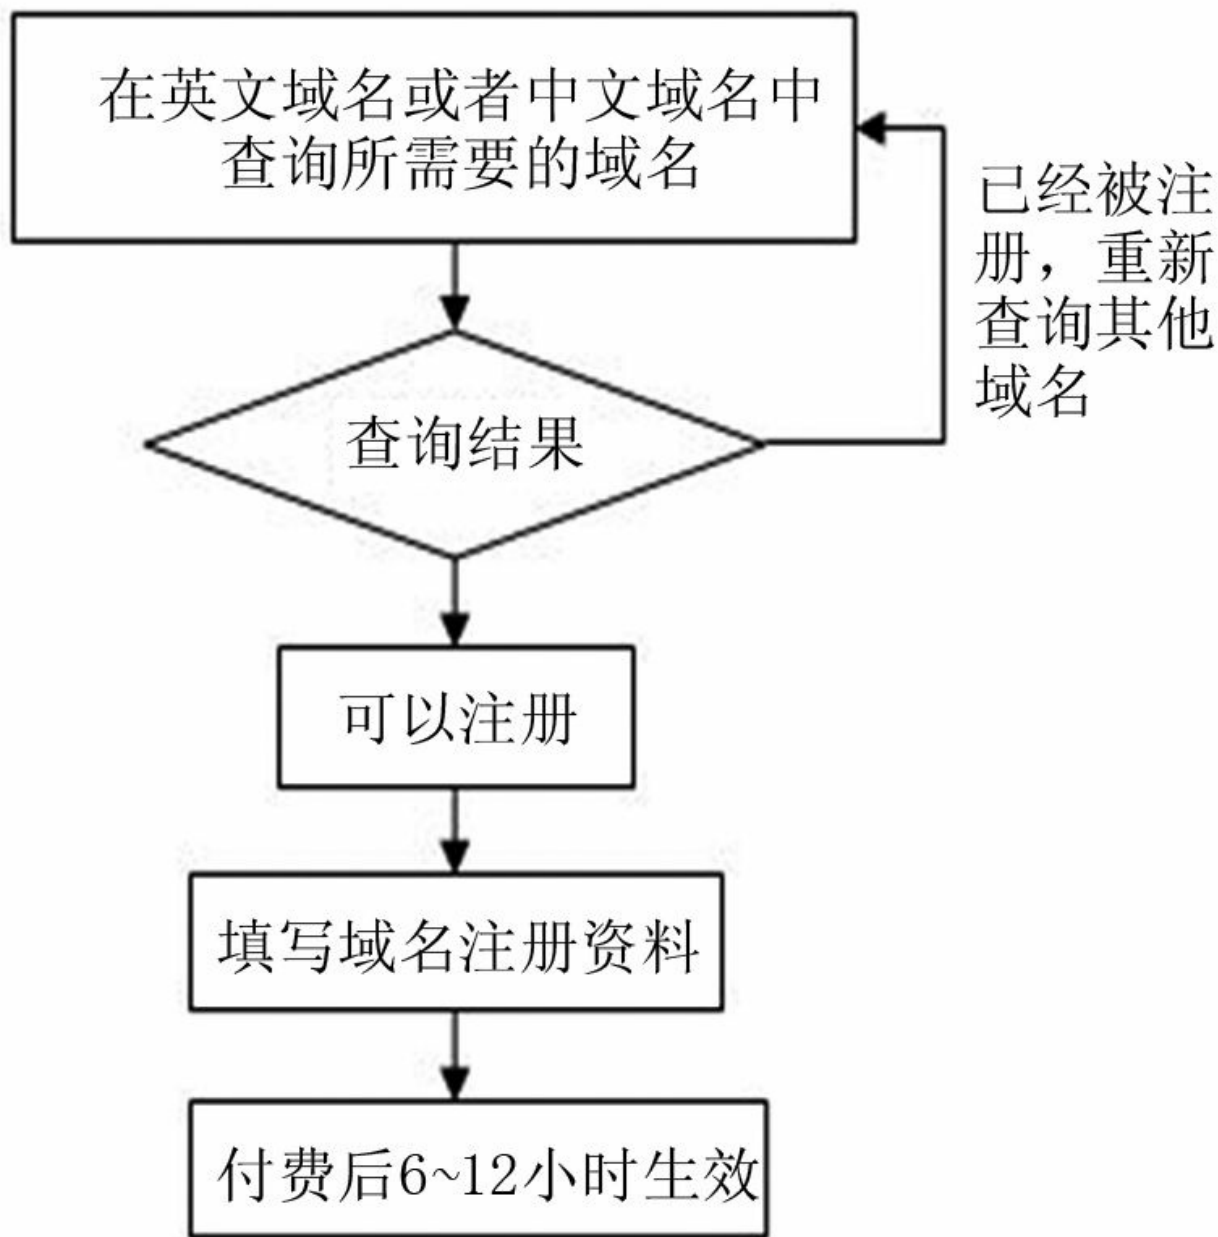 在英文域名或者中文域名中
查询所需要的域名
已经被注
册，重新
查询其他
域名
查询结果
可以注册
填写域名注册资料
付费后6~12小时生效